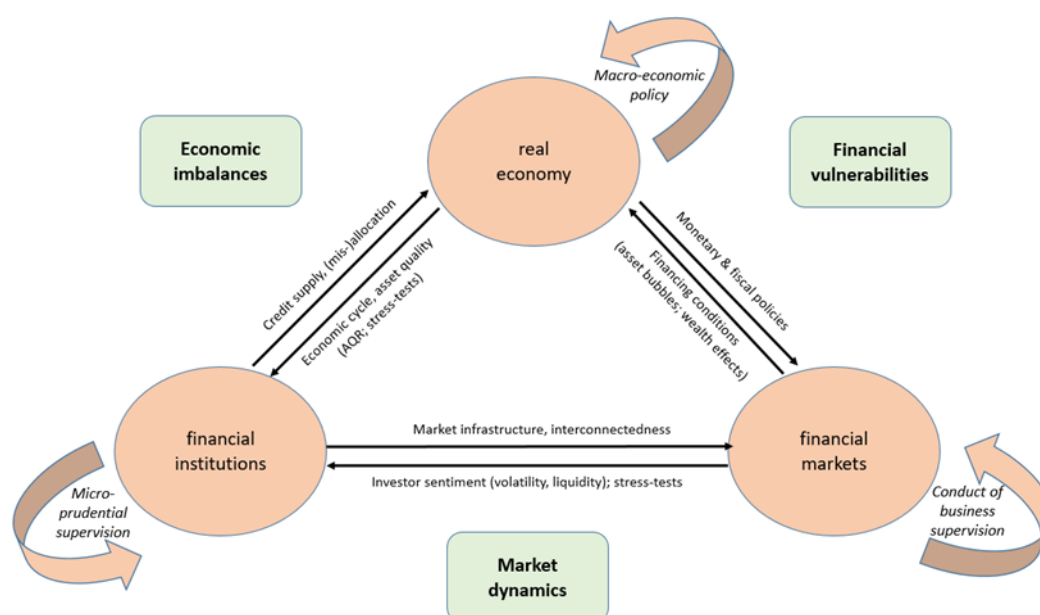 Macro-economic
policy
Economic
imbalances
real
economy
Financial
vulnerabilities
Credit supply, (mis-)allocation
Economic cycle, asset quality
(AQR; stress-tests)
Monetary & fiscal policies
Financing conditions
(asset bubbles; wealth effects)
financial
institutions
Market infrastructure, interconnectedness
Investor sentiment (volatility, liquidity); stress-tests
financial
markets
Micro-
prudential
supervision
Conduct of
business
supervision
Market
dynamics